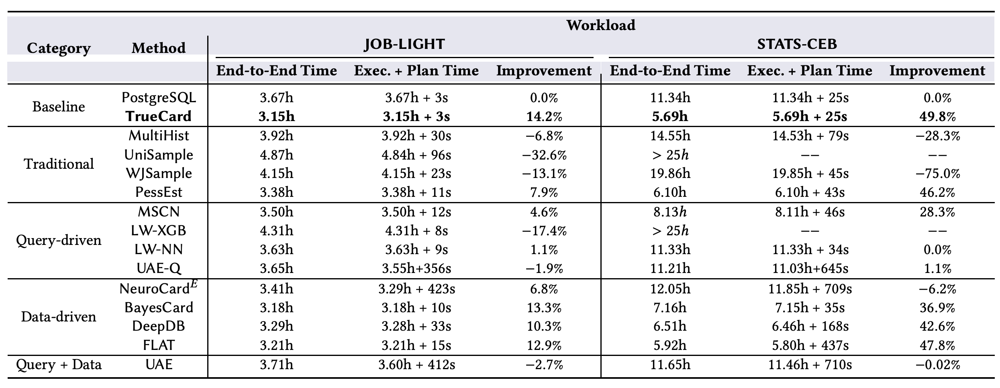 Workload
Category Method JOB-LIGHT STATS-CEB
End-to-End Time Exec. + Plan Time Improvement End-to-End Time Exec. + Plan Time Improvement
Baseline PostgreSQL 3.67h 3.67h + 3s 0.0% 11.34h 11.34h + 25s 0.0%
TrueCard 3.15h 3.15h + 3s 14.2% 5.69h 5.69h + 25s 49.8%
Traditional MultiHist 3.92h 3.92h + 30s −6.8% 14.55h 14.53h + 79s −28.3%
UniSample 4.87h 4.84h + 96s −32.6% > 25h −− −−
WJSample 4.15h 4.15h + 23s −13.1% 19.86h 19.85h + 45s −75.0%
PessEst 3.38h 3.38h + 11s 7.9% 6.10h 6.10h + 43s 46.2%
Query-driven MSCN 3.50h 3.50h + 12s 4.6% 8.13h 8.11h + 46s 28.3%
LW-XGB 4.31h 4.31h + 8s −17.4% > 25h −− −−
LW-NN 3.63h 3.63h + 9s 1.1% 11.33h 11.33h + 34s 0.0%
UAE-Q 3.65h 3.55h+356s −1.9% 11.21h 11.03h+645s 1.1%
Data-driven NeuroCard^E 3.41h 3.29h + 423s 6.8% 12.05h 11.85h + 709s −6.2%
BayesCard 3.18h 3.18h + 10s 13.3% 7.16h 7.15h + 35s 36.9%
DeepDB 3.29h 3.28h + 33s 10.3% 6.51h 6.46h + 168s 42.6%
FLAT 3.21h 3.21h + 15s 12.9% 5.92h 5.80h + 437s 47.8%
Query + Data UAE 3.71h 3.60h + 412s −2.7% 11.65h 11.46h + 710s −0.02%